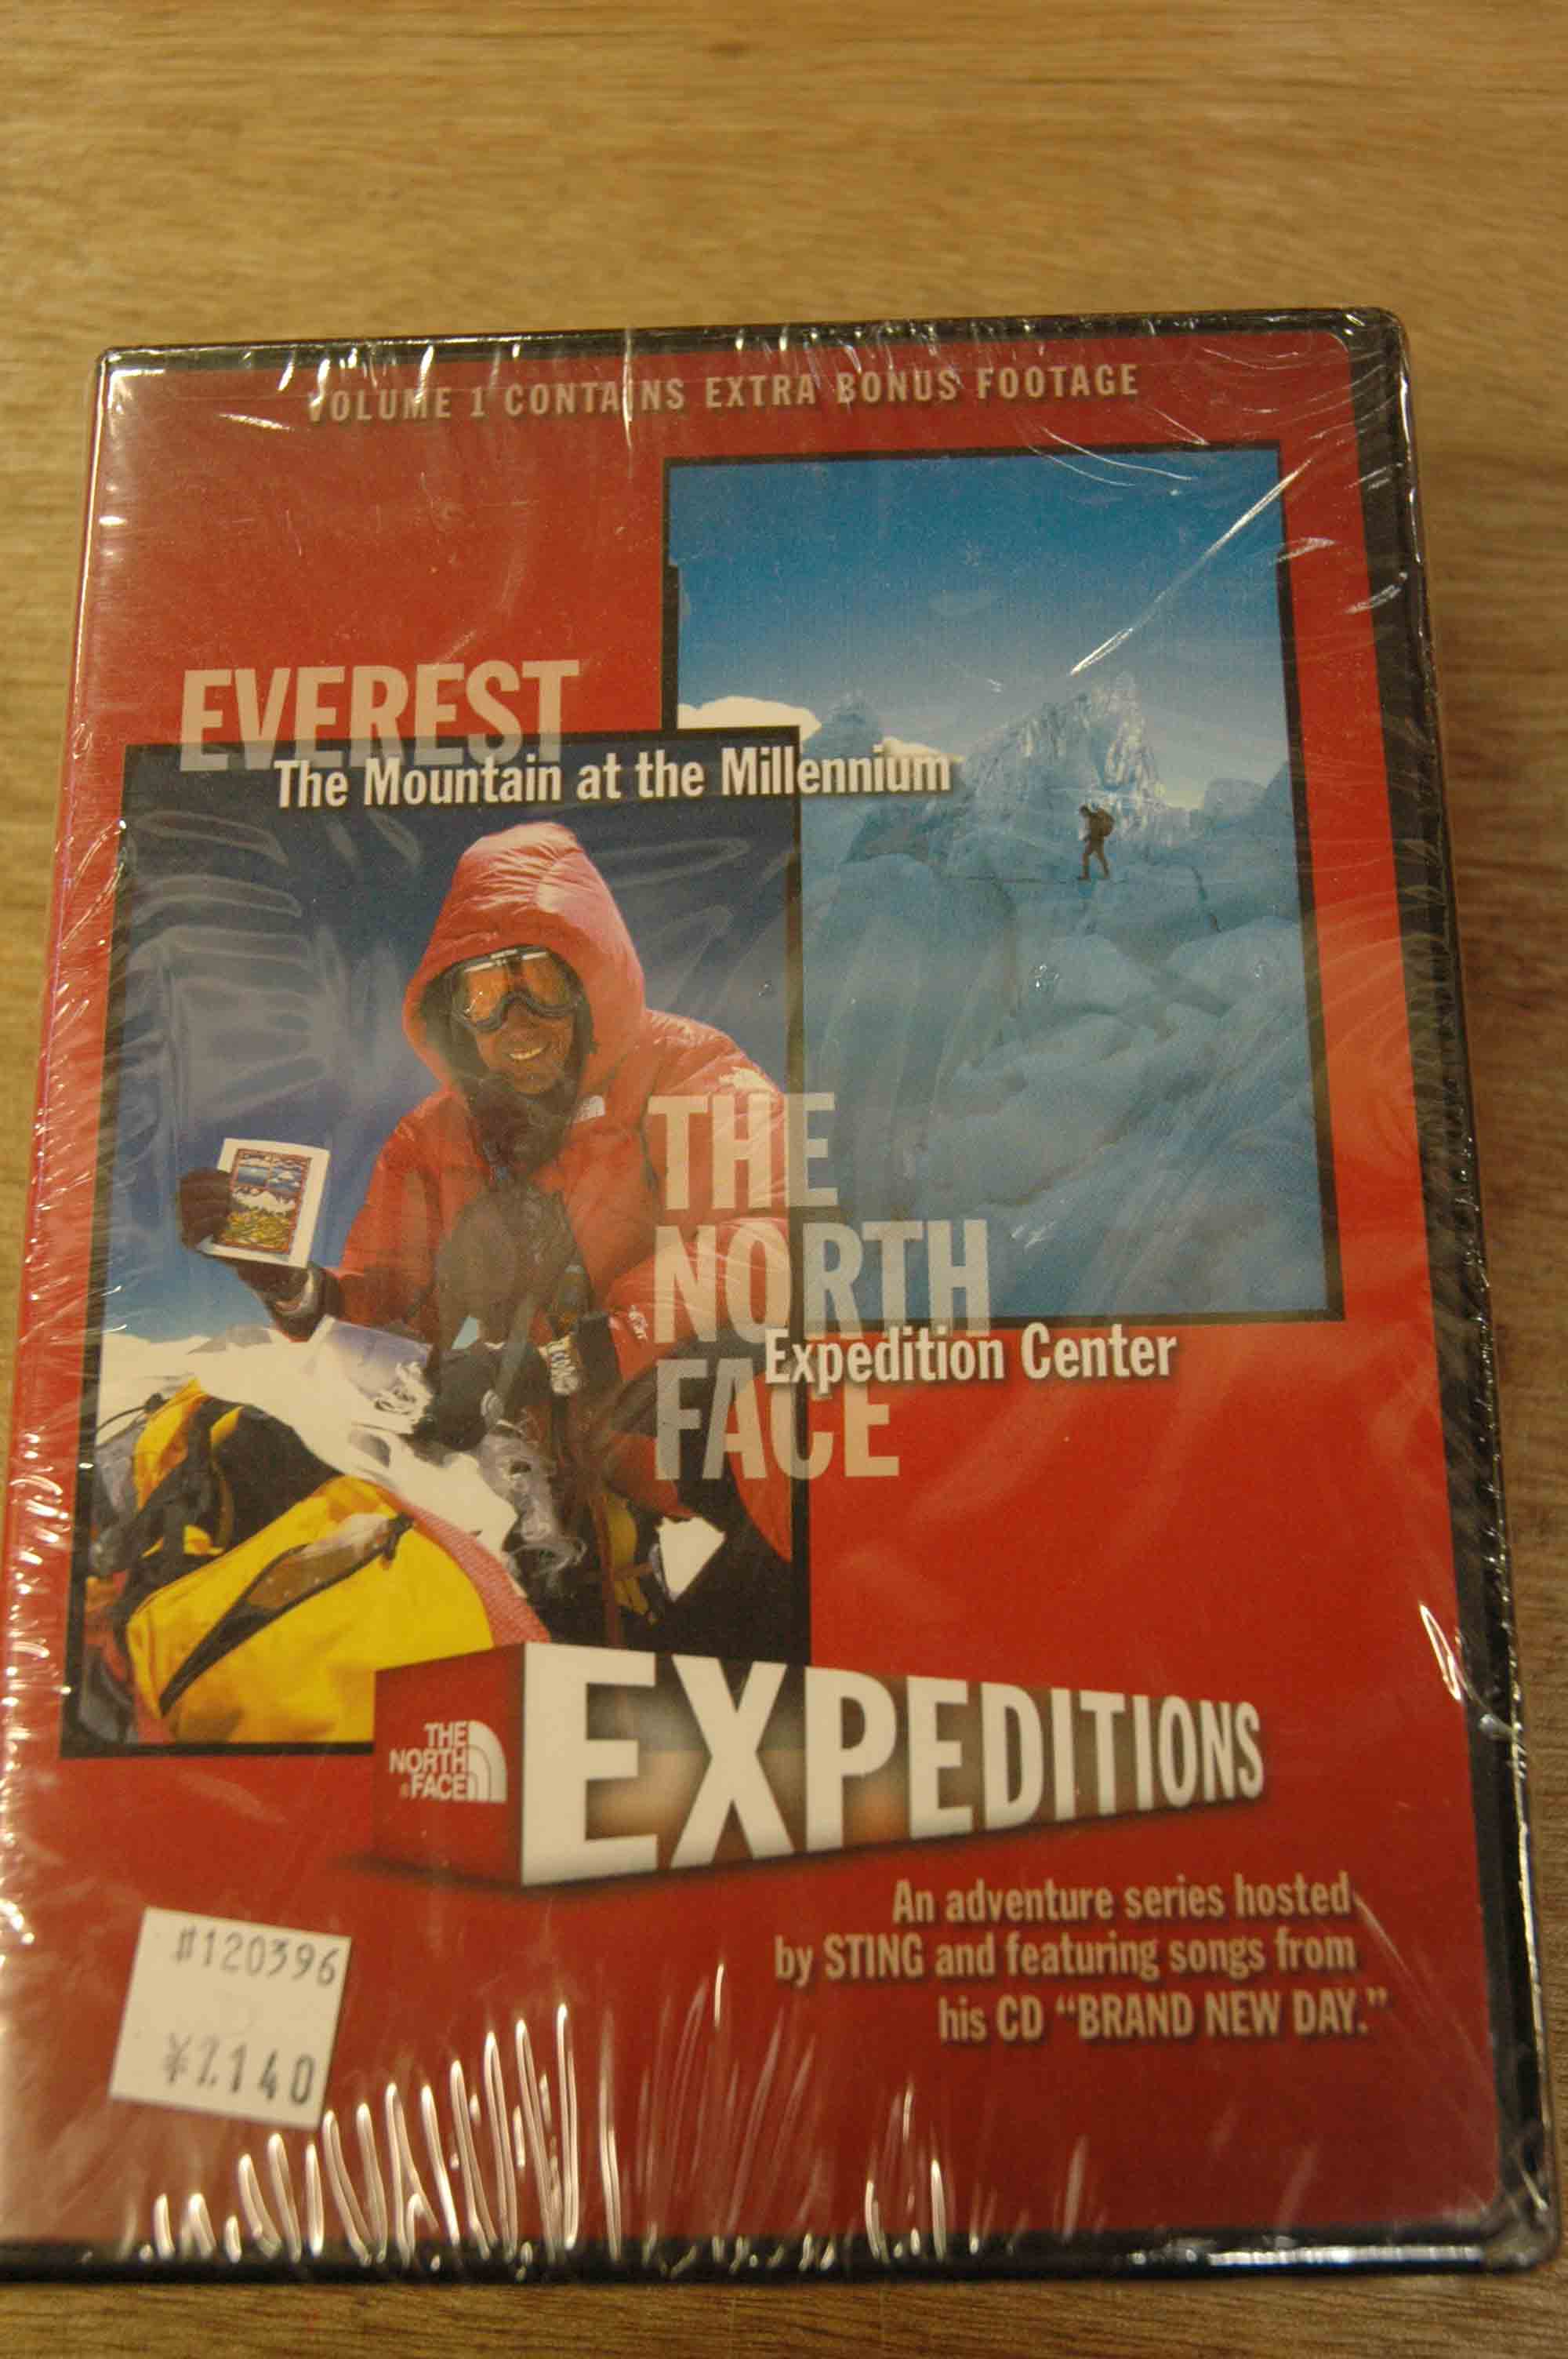 VOLUME 1 CONTAINS EXTRA BONUS FOOTAGE
EVEREST
The Mountain at the Millennium
THE
NORTH
Expedition Center
FACE
THE
NORTH
FACE
EXPEDITIONS
An adventure series hosted
by STING and featuring songs from
his CD “BRAND NEW DAY.”
#120396